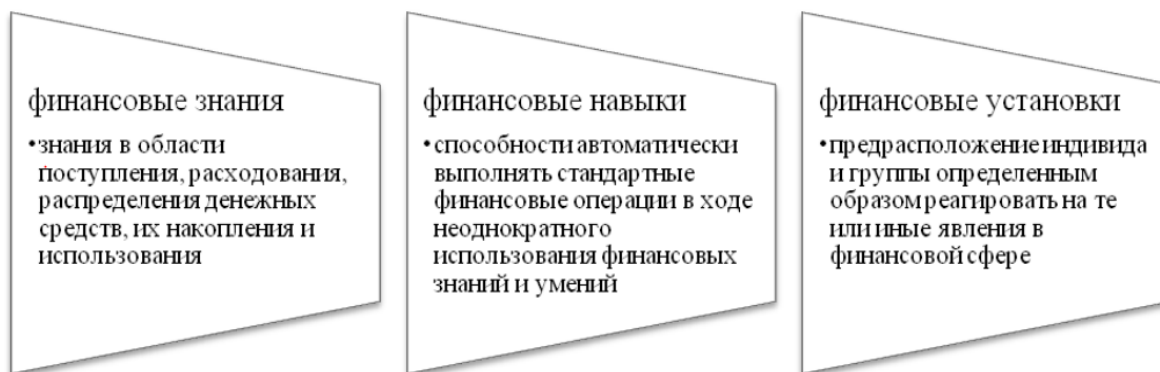 финансовые знания
•знания в области
поступления, расходования,
распределения денежных
средств, их накопления и
использования
финансовые навыки
•способности автоматически
выполнять стандартные
финансовые операции в ходе
неоднократного
использования финансовых
знаний и умений
финансовые установки
•предрасположение индивида
и группы определенным
образом реагировать на те
или иные явления в
финансовой сфере